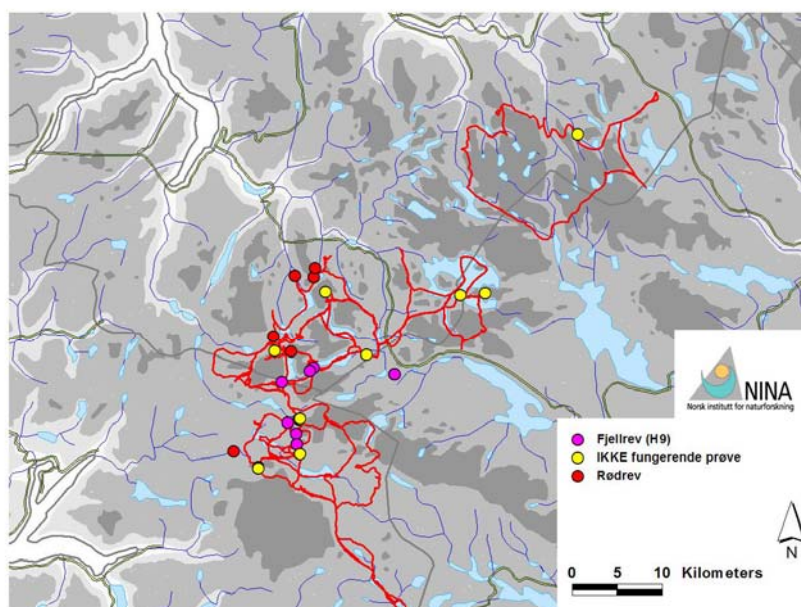 NINA
Norsk institutt for naturforskning
Fjellrev (H9)
IKKE fungerende prøve
Rødrev
N
0 5 10 Kilometers